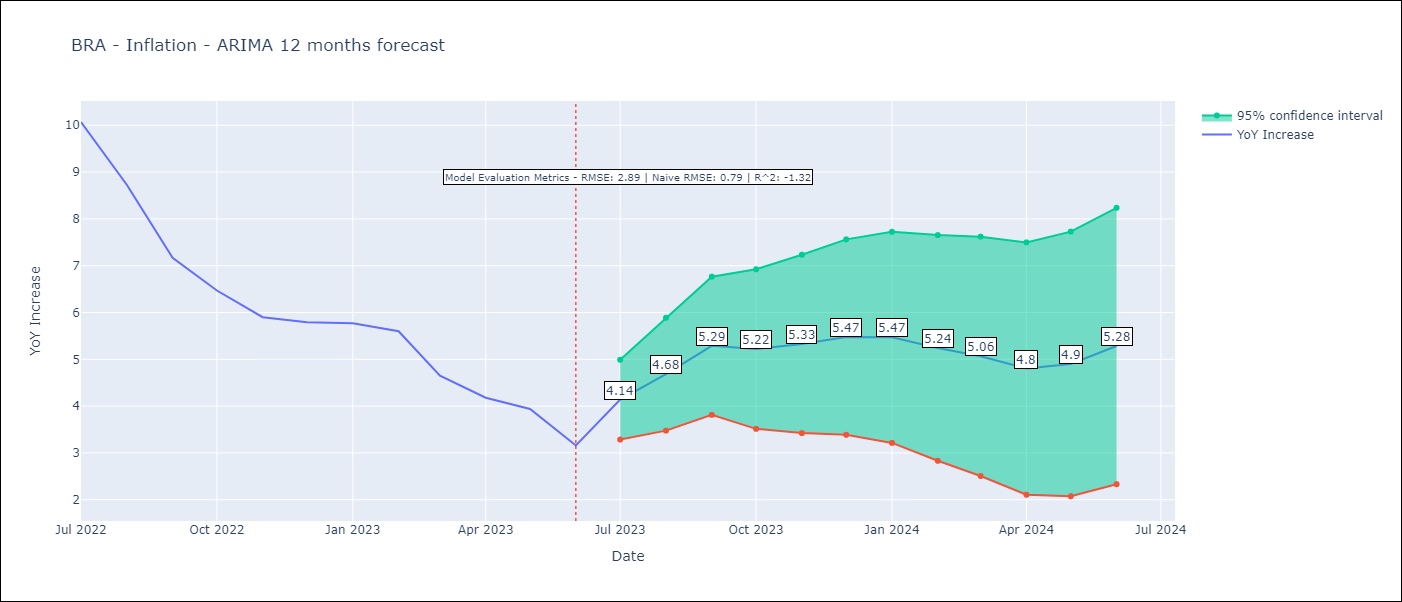 BRA - Inflation - ARIMA 12 months forecast
95% confidence interval
YoY Increase
Model Evaluation Metrics - RMSE: 2.89 | Naive RMSE: 0.79 | R^2: -1.32
YoY Increase
10
9
8
7
6
5
4
3
2
4.14
4.68
5.29
5.22
5.33
5.47
5.47
5.24
5.06
4.8
4.9
5.28
Jul 2022
Oct 2022
Jan 2023
Apr 2023
Jul 2023
Oct 2023
Jan 2024
Apr 2024
Jul 2024
Date